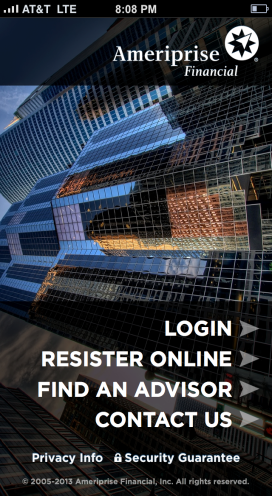 AT&T LTE 8:08 PM
Ameriprise
Financial
LOGIN
RESISTER ONLINE
FIND AN ADVISOR
CONTACT US
Privacy Info Security Guarantee
© 2005-2013 Ameriprise Financial, Inc. All rights reserved.